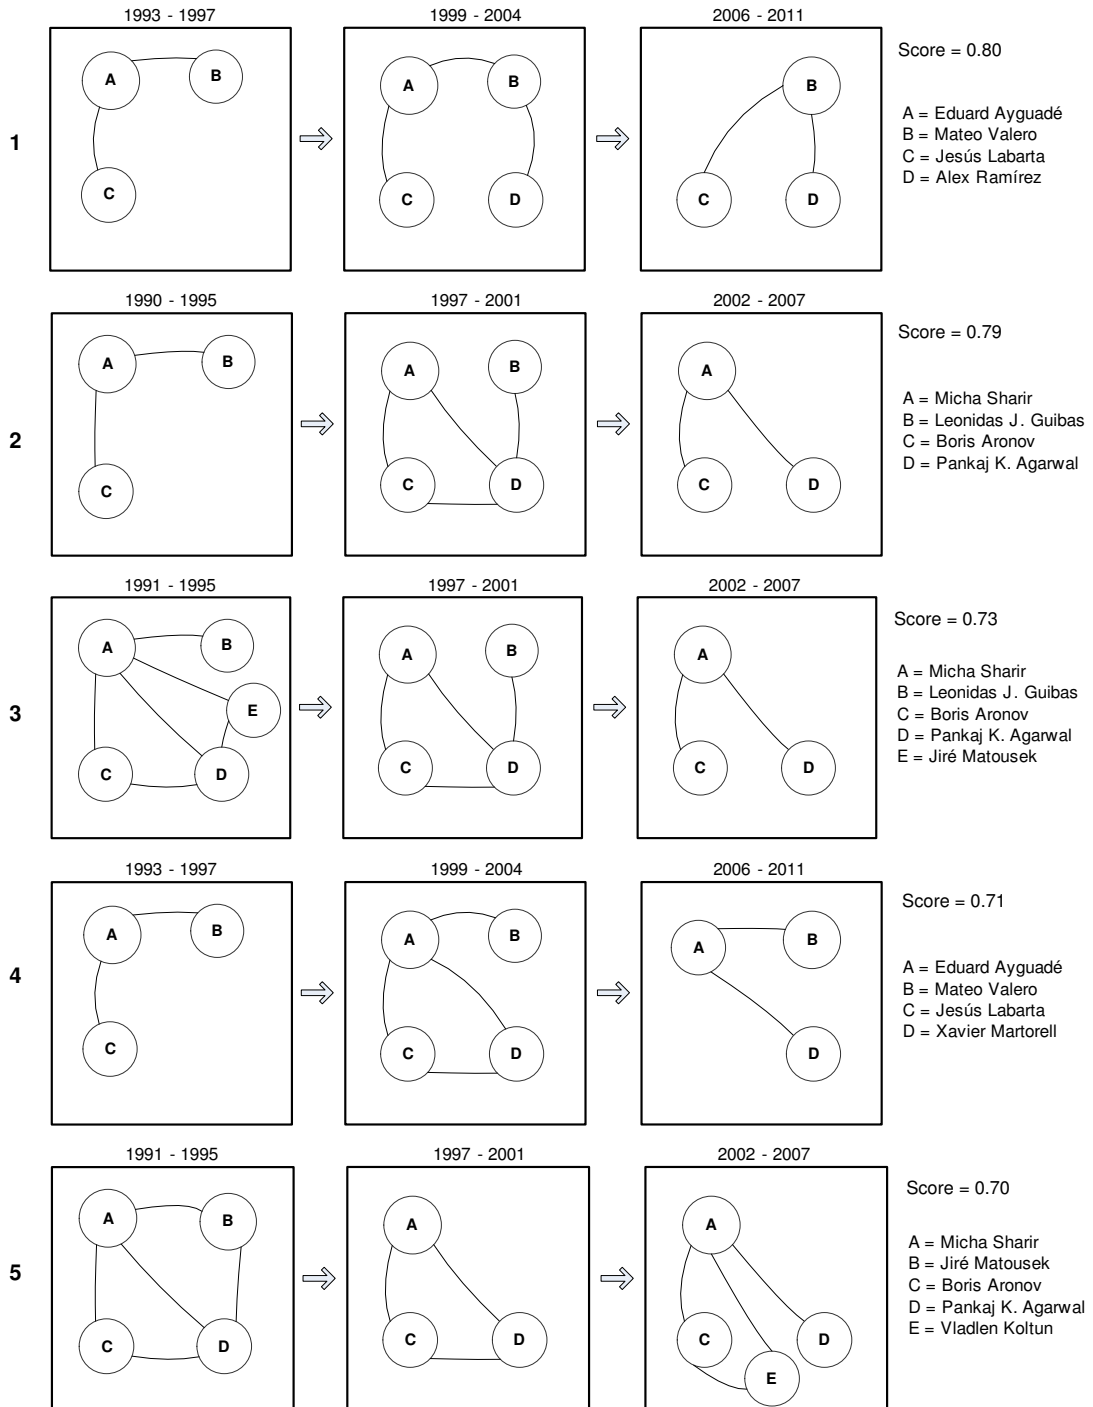 1993 - 1997
1999 - 2004
2006 - 2011
1
A
B
C
A
B
C
D
B
C
D
Score = 0.80
A = Eduard Ayguadé
B = Mateo Valero
C = Jesús Labarta
D = Alex Ramírez
1990 - 1995
1997 - 2001
2002 - 2007
2
A
B
C
A
B
C
D
A
C
D
Score = 0.79
A = Micha Sharir
B = Leonidas J. Guibas
C = Boris Aronov
D = Pankaj K. Agarwal
1991 - 1995
1997 - 2001
2002 - 2007
3
A
B
E
C
D
A
B
C
D
A
C
D
Score = 0.73
A = Micha Sharir
B = Leonidas J. Guibas
C = Boris Aronov
D = Pankaj K. Agarwal
E = Jiré Matousek
1993 - 1997
1999 - 2004
2006 - 2011
4
A
B
C
A
B
C
D
A
B
D
Score = 0.71
A = Eduard Ayguadé
B = Mateo Valero
C = Jesús Labarta
D = Xavier Martorell
1991 - 1995
1997 - 2001
2002 - 2007
5
A
B
C
D
A
C
D
A
C
D
E
Score = 0.70
A = Micha Sharir
B = Jiré Matousek
C = Boris Aronov
D = Pankaj K. Agarwal
E = Vladlen Koltun